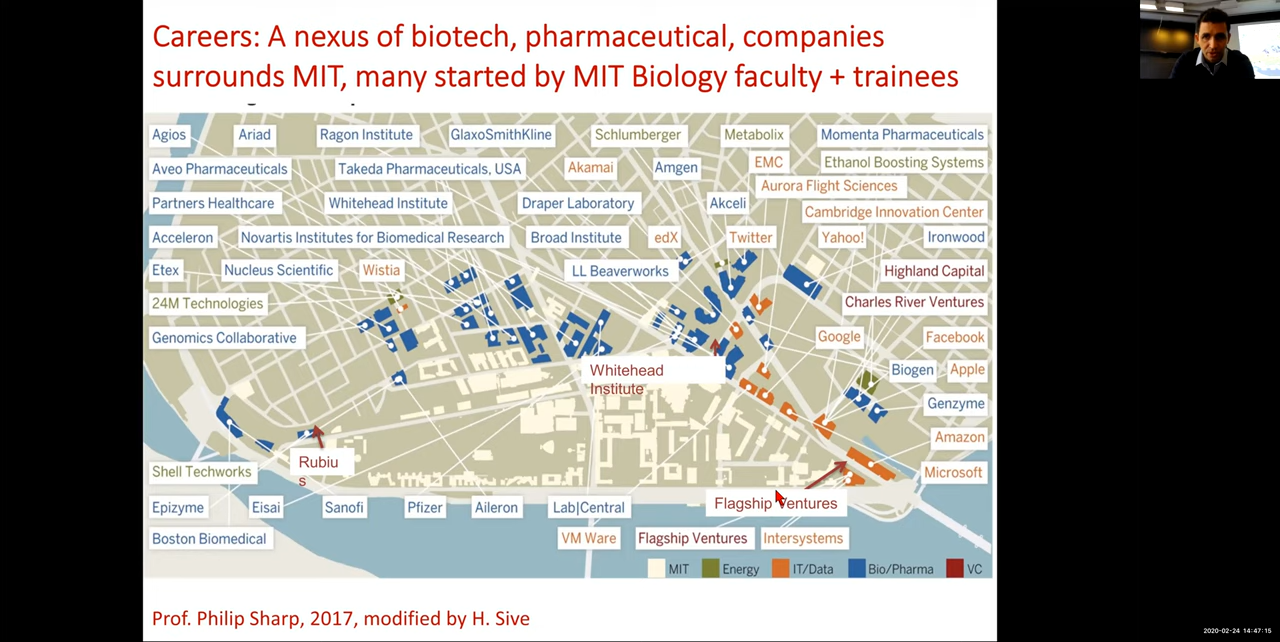 Careers: A nexus of biotech, pharmaceutical, companies
surrounds MIT, many started by MIT Biology faculty + trainees
Agios Ariad Ragon Institute GlaxoSmithKline Schlumberger Metabolix Momenta Pharmaceuticals
Aveo Pharmaceuticals Takeda Pharmaceuticals, USA Akamai Amgen EMC Ethanol Boosting Systems
Aurora Flight Sciences
Partners Healthcare Whitehead Institute Draper Laboratory Akceli Cambridge Innovation Center
Acceleron Novartis Institutes for Biomedical Research Broad Institute edX Twitter Yahoo! Ironwood
Etex Nucleus Scientific Wistia LL Beaverworks Highland Capital
24M Technologies Charles River Ventures
Genomics Collaborative Google Facebook
Whitehead
Institute
Biogen Apple
Genzyme
Amazon
Rubiu
s
Shell Techworks Microsoft
Flagship Ventures
Epizyme Eisai Sanofi Pfizer Aileron Lab|Central
Boston Biomedical VM Ware Flagship Ventures Intersystems
MIT Energy IT/Data Bio/Pharma VC
Prof. Philip Sharp, 2017, modified by H. Sive
2020-02-24 14:47:15